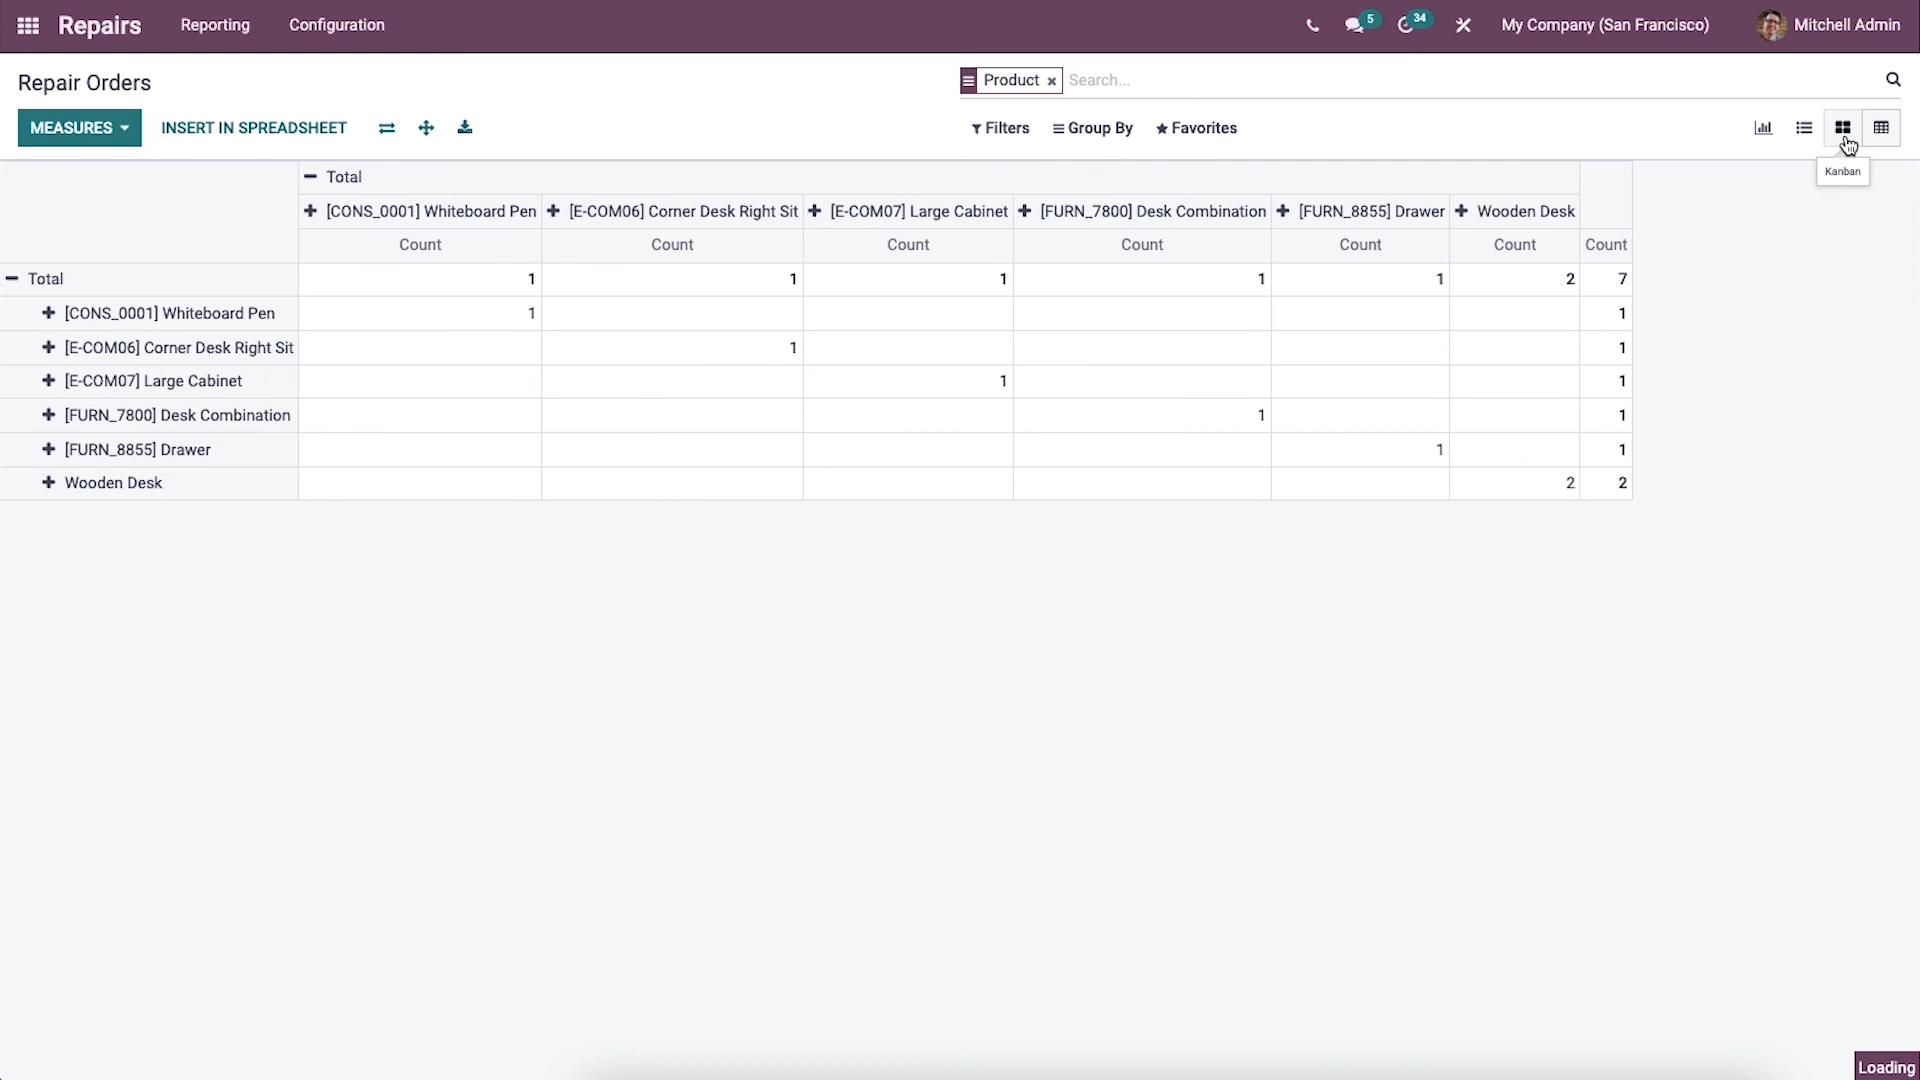 Repairs Reporting Configuration 5 34 My Company (San Francisco) Mitchell Admin
Repair Orders Product × Search...
MEASURES INSERT IN SPREADSHEET Filters Group By Favorites
Kanban
Total
[CONS_0001] Whiteboard Pen [E-COM06] Corner Desk Right Sit [E-COM07] Large Cabinet [FURN_7800] Desk Combination [FURN_8855] Drawer Wooden Desk
Count Count Count Count Count Count Count
Total 1 1 1 1 1 2 7
[CONS_0001] Whiteboard Pen 1 1
[E-COM06] Corner Desk Right Sit 1 1
[E-COM07] Large Cabinet 1 1
[FURN_7800] Desk Combination 1 1
[FURN_8855] Drawer 1 1
Wooden Desk 2 2
Loading